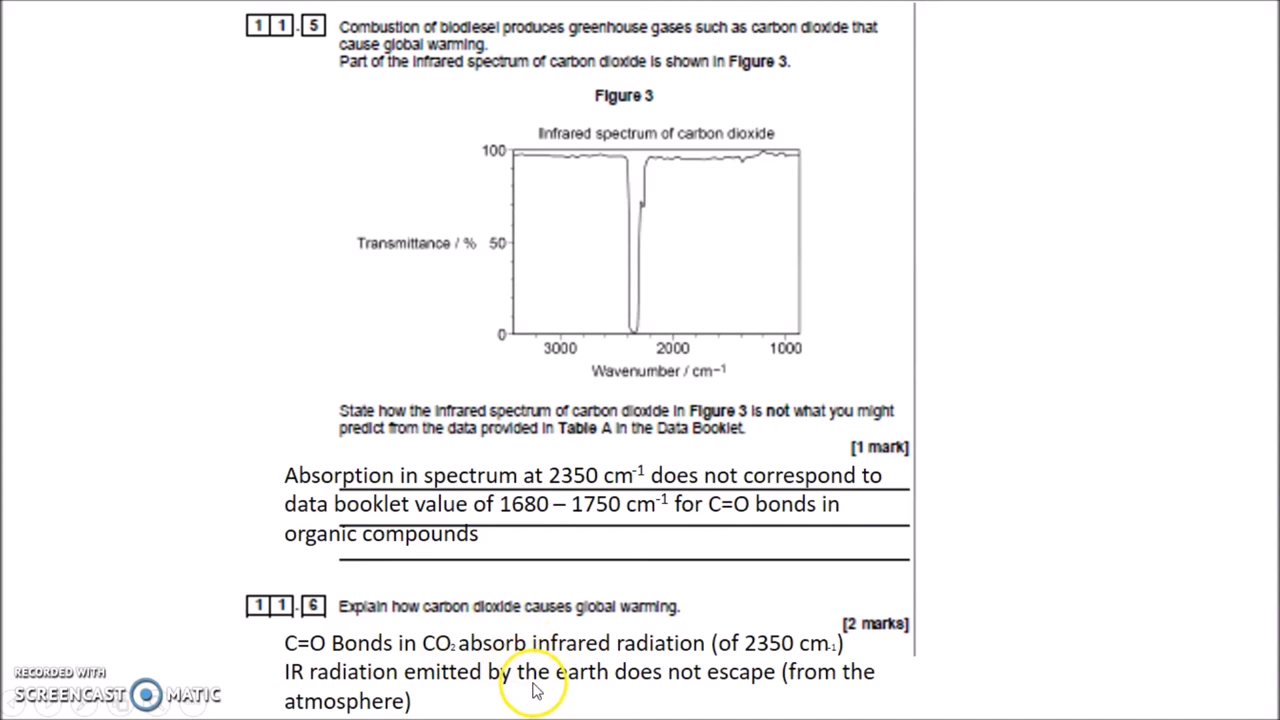 11.5 Combustion of biodiesel produces greenhouse gases such as carbon dioxide that
cause global warming.
Part of the infrared spectrum of carbon dioxide is shown in Figure 3.
Figure 3
Infrared spectrum of carbon dioxide
100
Transmittance / % 50
0
3000 2000 1000
Wavenumber / cm⁻¹
State how the infrared spectrum of carbon dioxide in Figure 3 is not what you might
predict from the data provided in Table A in the Data Booklet.
[1 mark]
Absorption in spectrum at 2350 cm⁻¹ does not correspond to
data booklet value of 1680 – 1750 cm⁻¹ for C=O bonds in
organic compounds
11.6 Explain how carbon dioxide causes global warming.
[2 marks]
C=O Bonds in CO₂ absorb infrared radiation (of 2350 cm⁻¹)
IR radiation emitted by the earth does not escape (from the
atmosphere)
RECORDED WITH
SCREENCAST MATIC